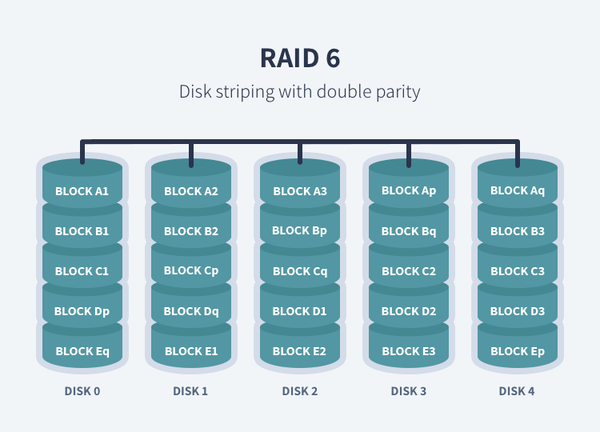 RAID 6
Disk striping with double parity
BLOCK A1 BLOCK A2 BLOCK A3 BLOCK Ap BLOCK Aq
BLOCK B1 BLOCK B2 BLOCK Bp BLOCK Bq BLOCK B3
BLOCK C1 BLOCK Cp BLOCK Cq BLOCK C2 BLOCK C3
BLOCK Dp BLOCK Dq BLOCK D1 BLOCK D2 BLOCK D3
BLOCK Eq BLOCK E1 BLOCK E2 BLOCK E3 BLOCK Ep
DISK 0 DISK 1 DISK 2 DISK 3 DISK 4